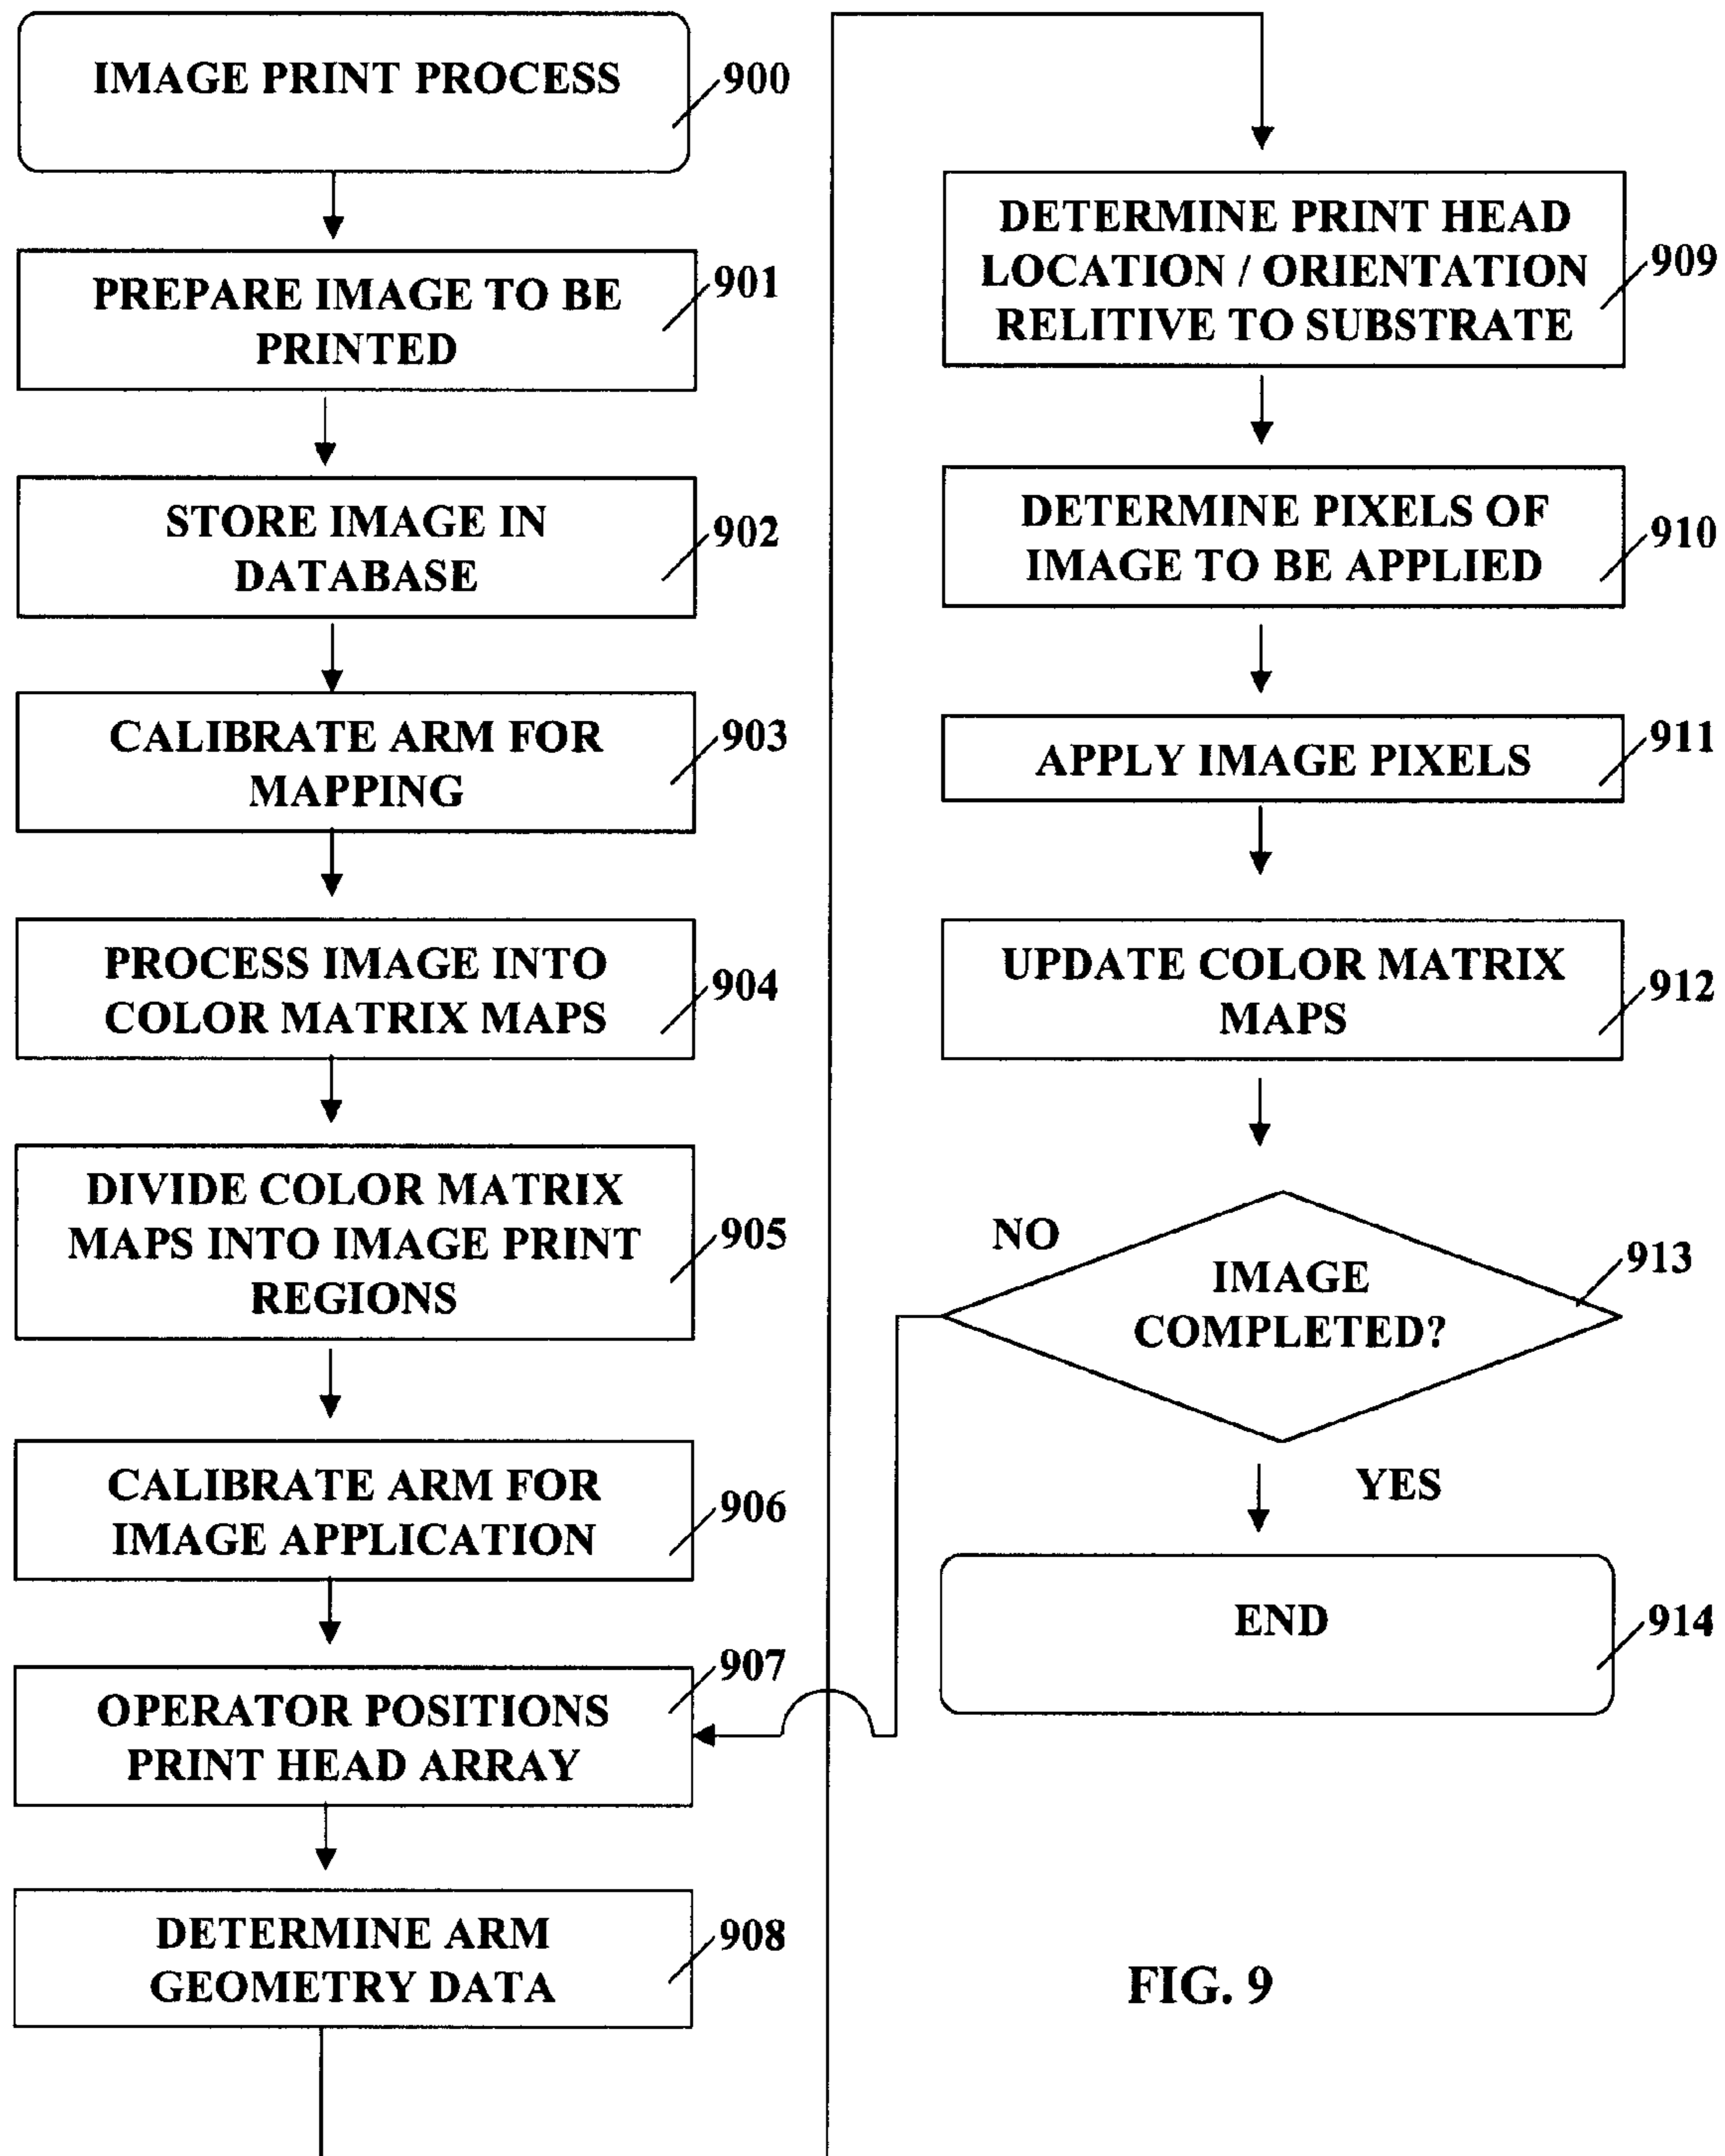 IMAGE PRINT PROCESS
900
PREPARE IMAGE TO BE
PRINTED
901
STORE IMAGE IN
DATABASE
902
CALIBRATE ARM FOR
MAPPING
903
PROCESS IMAGE INTO
COLOR MATRIX MAPS
904
DIVIDE COLOR MATRIX
MAPS INTO IMAGE PRINT
REGIONS
905
CALIBRATE ARM FOR
IMAGE APPLICATION
906
OPERATOR POSITIONS
PRINT HEAD ARRAY
907
DETERMINE ARM
GEOMETRY DATA
908
DETERMINE PRINT HEAD
LOCATION / ORIENTATION
RELITIVE TO SUBSTRATE
909
DETERMINE PIXELS OF
IMAGE TO BE APPLIED
910
APPLY IMAGE PIXELS
911
UPDATE COLOR MATRIX
MAPS
912
NO
IMAGE
COMPLETED?
913
YES
END
914
FIG. 9